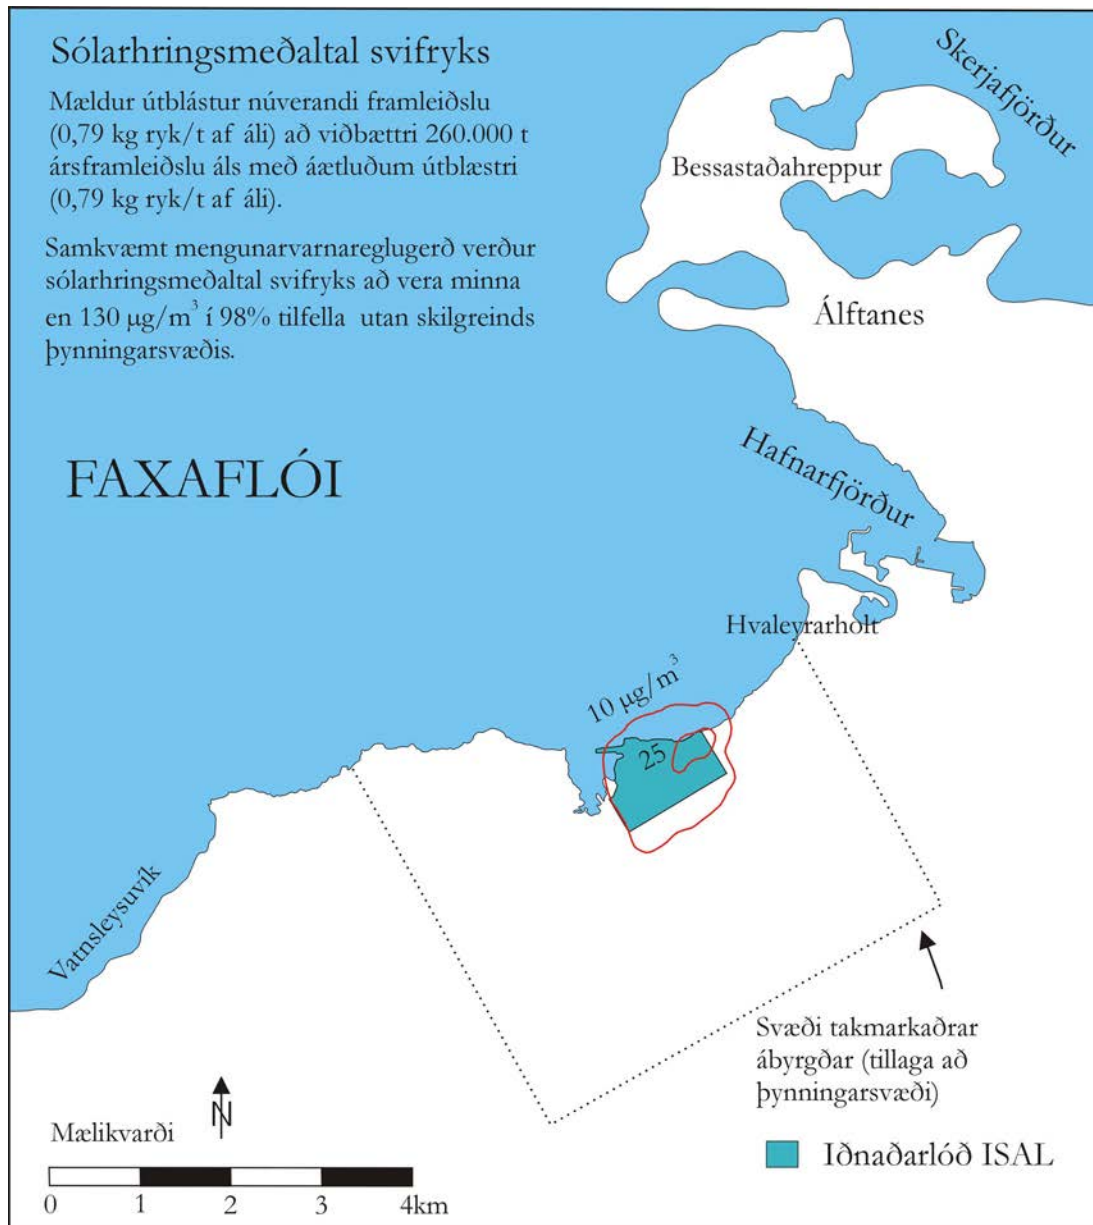 Sólarhringsmeðaltal svifryks
Mældur útblástur núverandi framleiðslu
(0,79 kg ryk/t af áli) að viðbættri 260.000 t
ársframleiðslu áls með áætluðum útblæstri
(0,79 kg ryk/t af áli).
Samkvæmt mengunarvarnareglugerð verður
sólarhringsmeðaltal svifryks að vera minna
en 130 µg/m³ í 98% tilfella utan skilgreinds
þynningarsvæðis.
Skerjafjörður
Bessastaðahreppur
Álftanes
FAXAFLÓI
Hafnarfjörður
Hvaleyrarholt
10 µg/m³
25
Vatnsleysuvík
Svæði takmarkaðrar
ábyrgðar (tillaga að
þynningarsvæði)
N
Mælikvarði
0 1 2 3 4km
Iðnaðarlóð ISAL